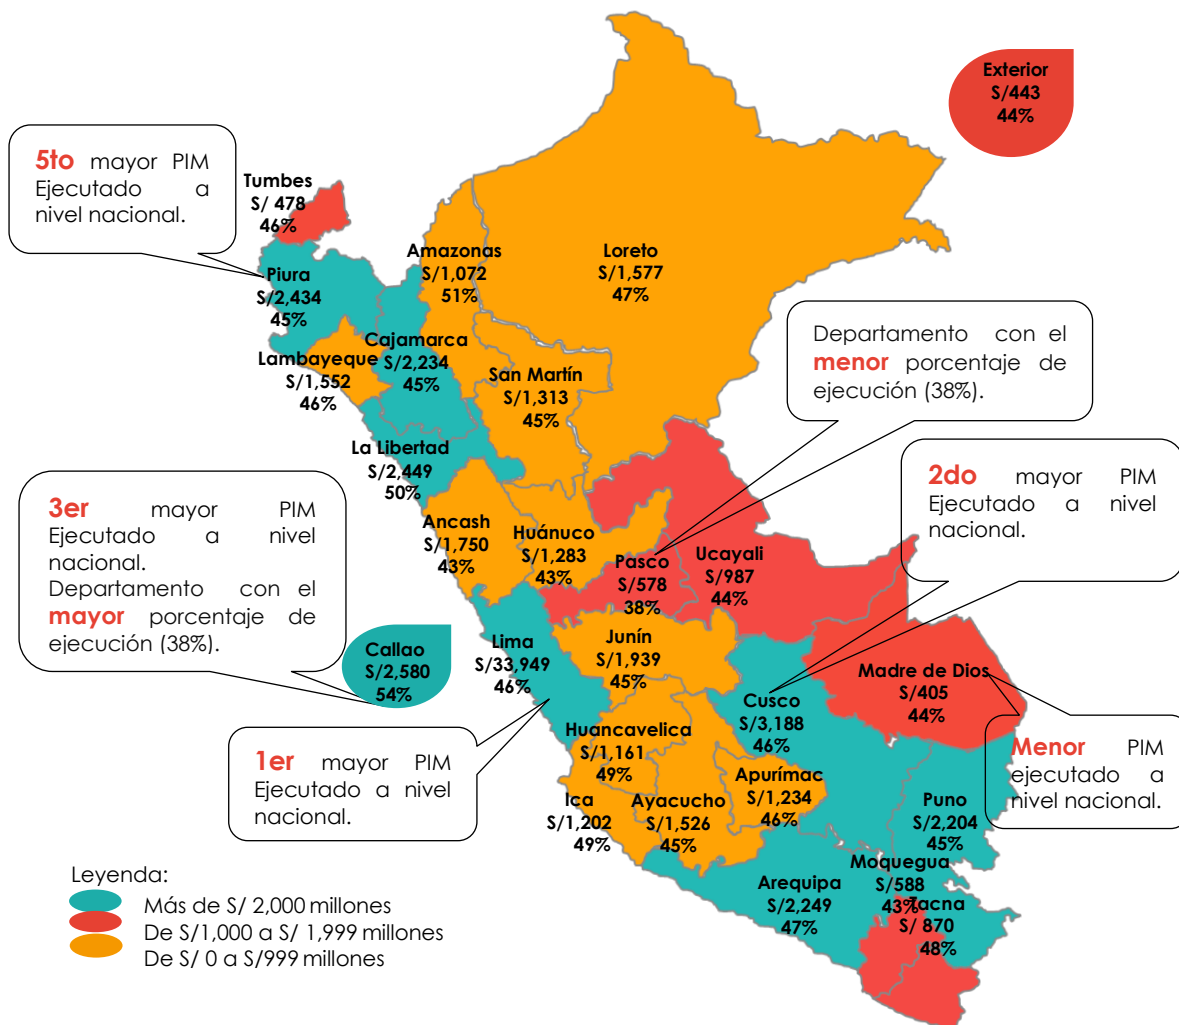 Exterior
S/443
44%
5to mayor PIM
Ejecutado a
nivel nacional.
Tumbes
S/ 478
46%
Amazonas
S/1,072
51%
Loreto
S/1,577
47%
Piura
S/2,434
45%
Cajamarca
S/2,234
45%
Lambayeque
S/1,552
46%
San Martín
S/1,313
45%
Departamento con el
menor porcentaje de
ejecución (38%).
La Libertad
S/2,449
50%
2do mayor PIM
Ejecutado a nivel
nacional.
3er mayor PIM
Ejecutado a nivel
nacional.
Departamento con el
mayor porcentaje de
ejecución (38%).
Ancash
S/1,750
43%
Huánuco
S/1,283
43%
Pasco
S/578
38%
Ucayali
S/987
44%
Callao
S/2,580
54%
Lima
S/33,949
46%
Junín
S/1,939
45%
Madre de Dios
S/405
44%
Cusco
S/3,188
46%
1er mayor PIM
Ejecutado a nivel
nacional.
Huancavelica
S/1,161
49%
Menor PIM
ejecutado a
nivel nacional.
Apurímac
S/1,234
46%
Ica
S/1,202
49%
Ayacucho
S/1,526
45%
Puno
S/2,204
45%
Moquegua
S/588
43%
Arequipa
S/2,249
47%
Tacna
S/ 870
48%
Leyenda:
Más de S/ 2,000 millones
De S/1,000 a S/ 1,999 millones
De S/ 0 a S/999 millones